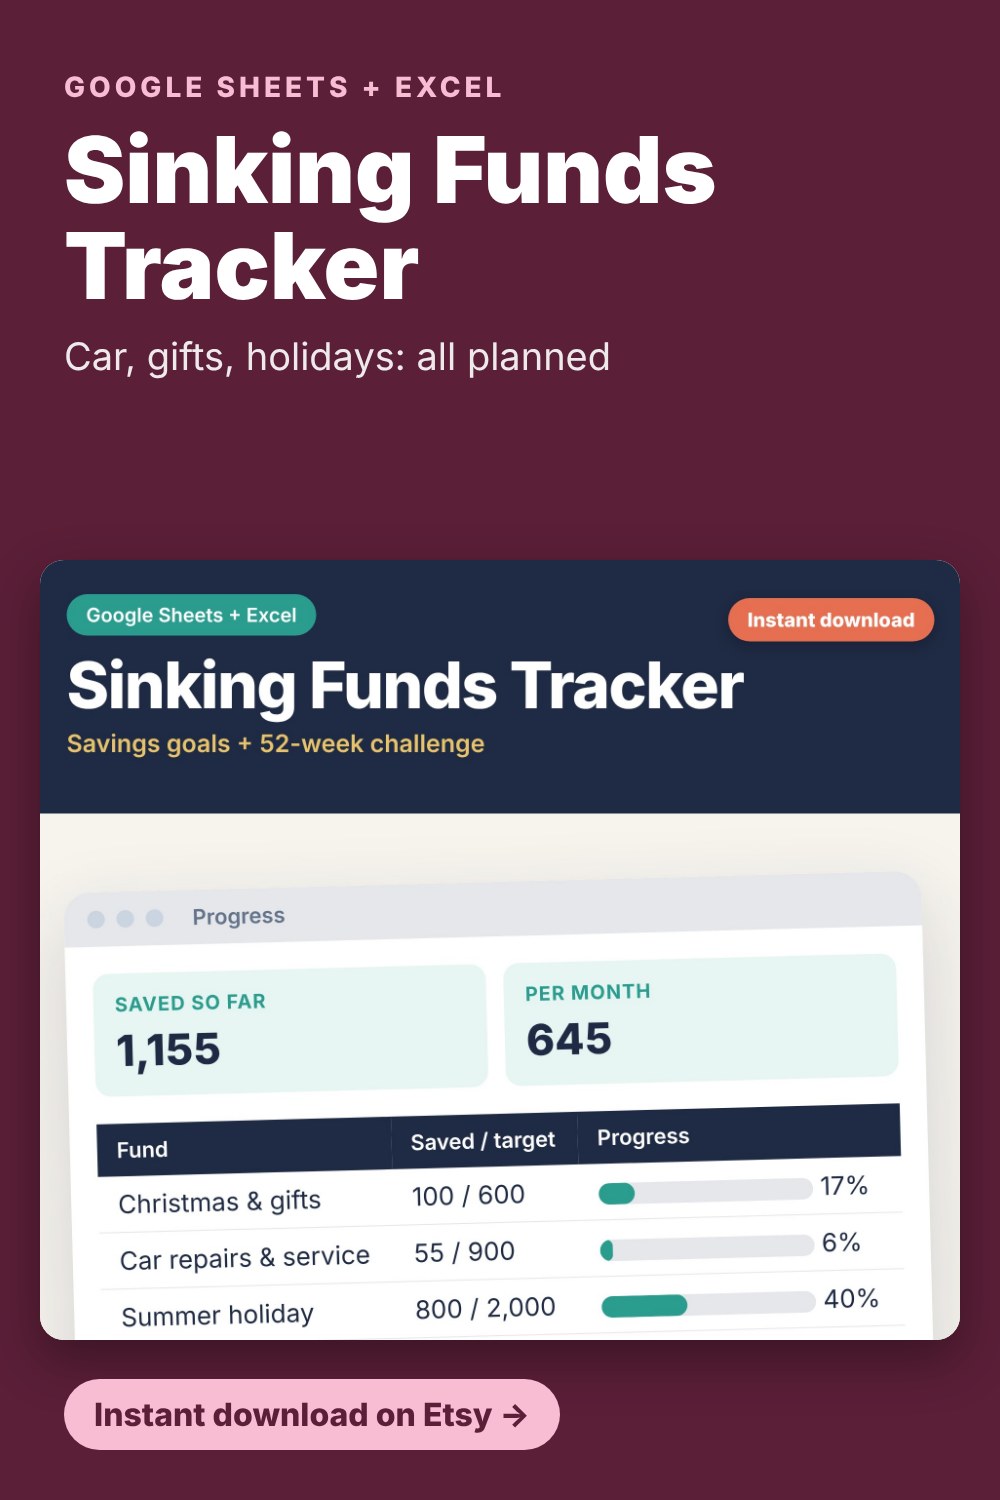 GOOGLE SHEETS + EXCEL
Sinking Funds
Tracker
Car, gifts, holidays: all planned
Google Sheets + Excel
Instant download
Sinking Funds Tracker
Savings goals + 52-week challenge
Progress
SAVED SO FAR
1,155
PER MONTH
645
Fund Saved / target Progress
Christmas & gifts 100 / 600 17%
Car repairs & service 55 / 900 6%
Summer holiday 800 / 2,000 40%
Instant download on Etsy →